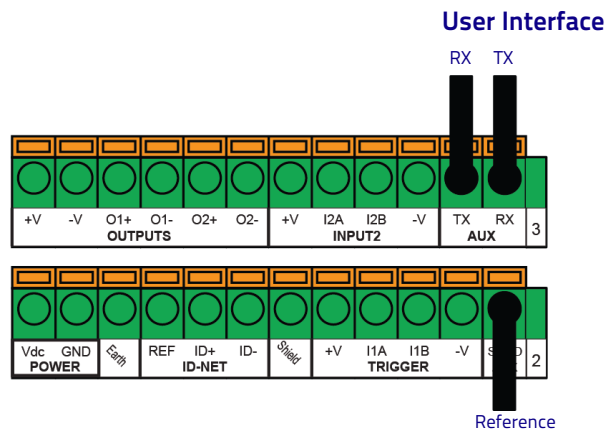 User Interface
RX TX
+V -V O1+ O1- O2+ O2- +V I2A I2B -V TX RX
OUTPUTS INPUT2 AUX
3
Vdc GND Earth REF ID+ ID- Shield +V I1A I1B -V
POWER ID-NET TRIGGER
2
Reference